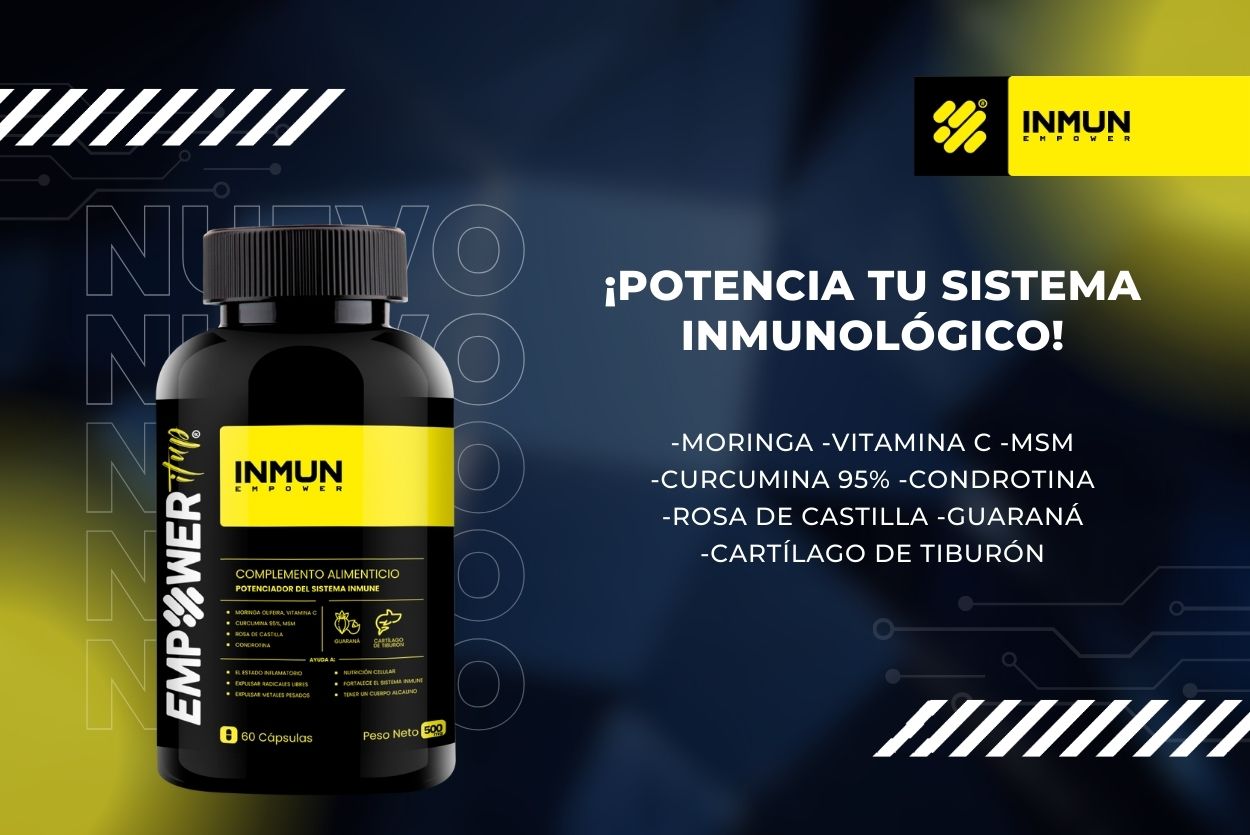 INMUN
EMPOWER
NUEVO
NUEVO
NUEVO
NUEVO
NUEVO
¡POTENCIA TU SISTEMA
INMUNOLÓGICO!
-MORINGA -VITAMINA C -MSM
-CURCUMINA 95% -CONDROTINA
-ROSA DE CASTILLA -GUARANÁ
-CARTÍLAGO DE TIBURÓN
EMPOWER itup
INMUN
EMPOWER
COMPLEMENTO ALIMENTICIO
POTENCIADOR DEL SISTEMA INMUNE
MORINGA OLIFEIRA, VITAMINA C
CURCUMINA 95%, MSM
ROSA DE CASTILLA
CONDROTINA
GUARANÁ
CARTÍLAGO
DE TIBURÓN
AYUDA A:
EL ESTADO INFLAMATORIO
EXPULSAR RADICALES LIBRES
EXPULSAR METALES PESADOS
NUTRICIÓN CELULAR
FORTALECE EL SISTEMA INMUNE
TENER UN CUERPO ALCALINO
60 Cápsulas
Peso Neto 500
mg